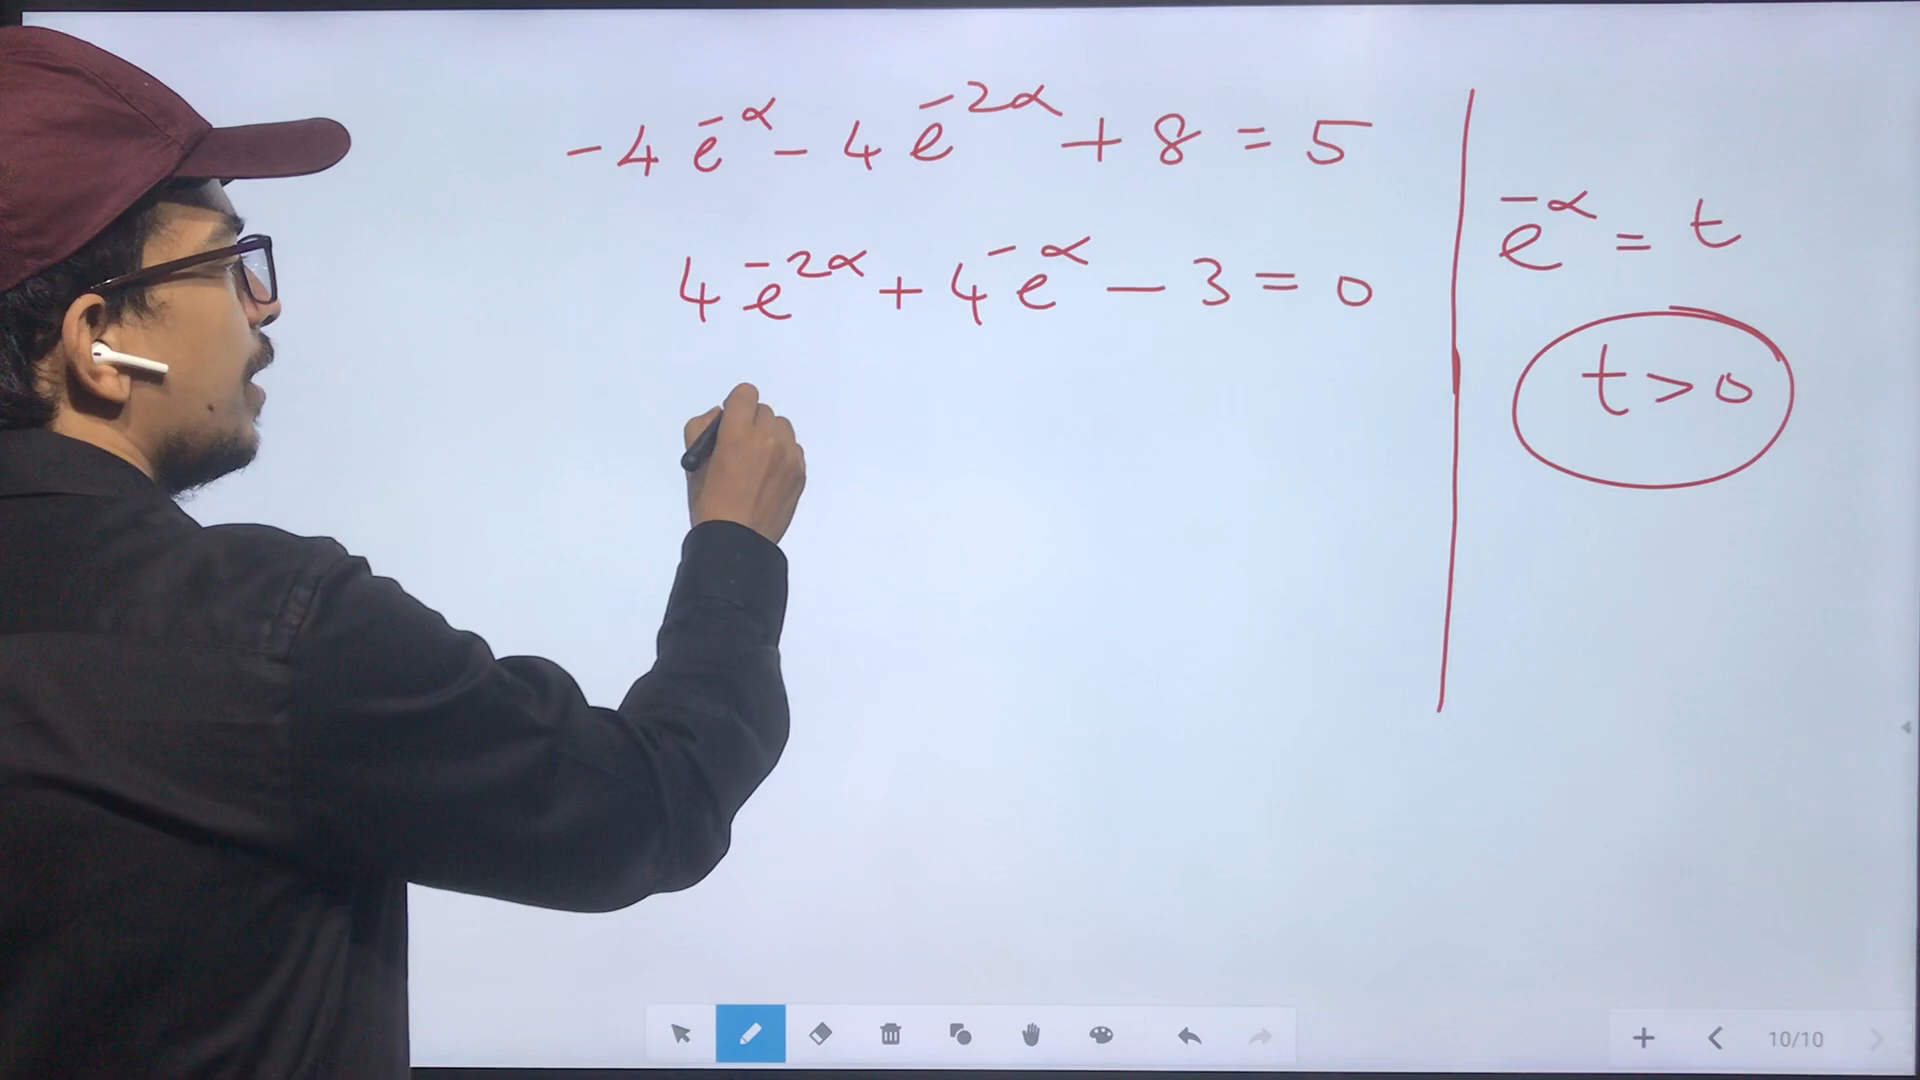 -4e^{-α} - 4e^{-2α} + 8 = 5
4e^{-2α} + 4e^{-α} - 3 = 0
e^{-α} = t
t > 0
10/10